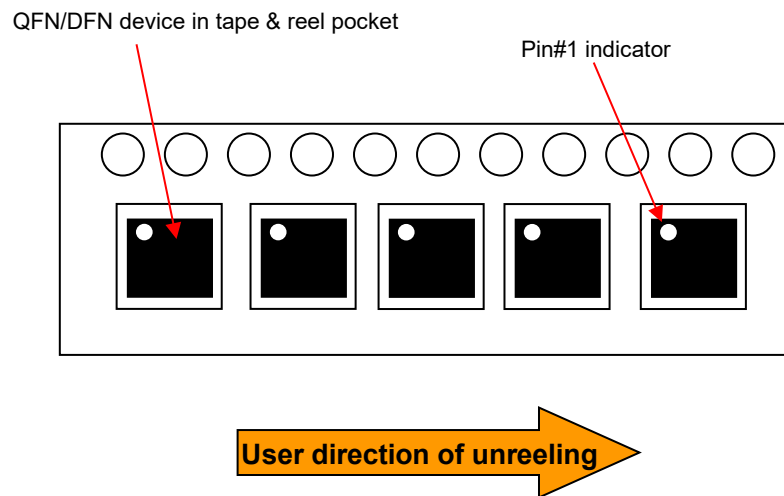 QFN/DFN device in tape & reel pocket
Pin#1 indicator
User direction of unreeling